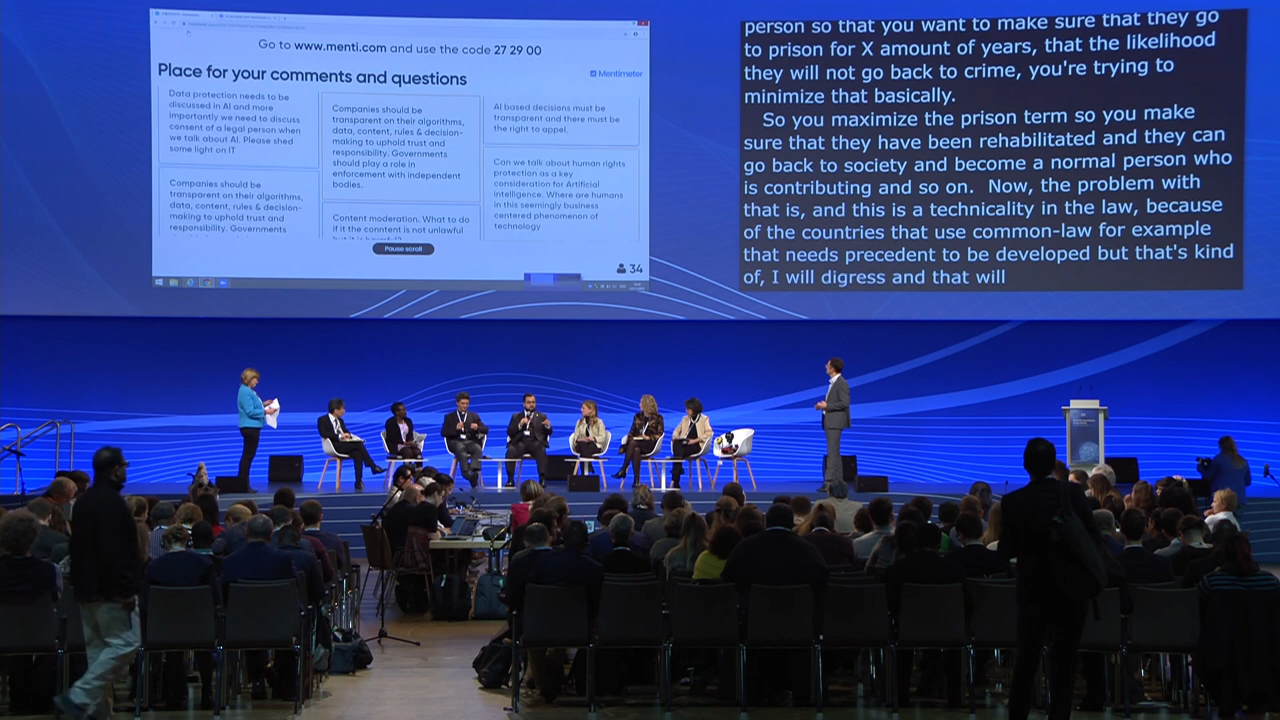 Go to www.menti.com and use the code 27 29 00
Place for your comments and questions
Mentimeter
Data protection needs to be
discussed in AI and more
importantly we need to discuss
consent of a legal person when
we talk about AI. Please shed
some light on IT
Companies should be
transparent on their algorithms,
data, content, rules & decision-
making to uphold trust and
responsibility. Governments
Companies should be
transparent on their algorithms,
data, content, rules & decision-
making to uphold trust and
responsibility. Governments
should play a role in
enforcement with independent
bodies.
Content moderation. What to do
if it the conntent is not unlawful
but it is harmful?
AI based decisions must be
transparent and there must be
the right to appel.
Can we talk about human rights
protection as a key
consideration for Artificial
Intelligence. Where are humans
in this seemingly business
centered phenomenon of
technology
Pause scroll
34
person so that you want to make sure that they go
to prison for X amount of years, that the likelihood
they will not go back to crime, you're trying to
minimize that basically.
So you maximize the prison term so you make
sure that they have been rehabilitated and they can
go back to society and become a normal person who
is contributing and so on. Now, the problem with
that is, and this is a technicality in the law, because
of the countries that use common-law for example
that needs precedent to be developed but that's kind
of, I will digress and that will